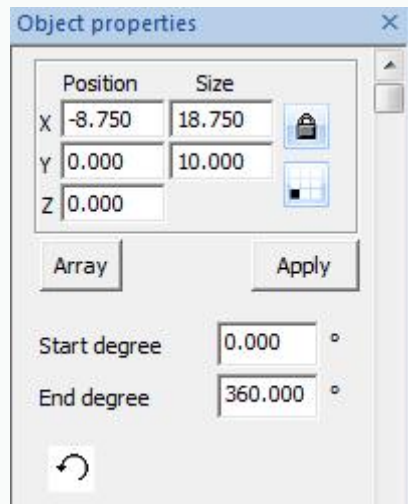 Object properties
Position Size
X -8.750 18.750
Y 0.000 10.000
Z 0.000
Array Apply
Start degree 0.000 °
End degree 360.000 °